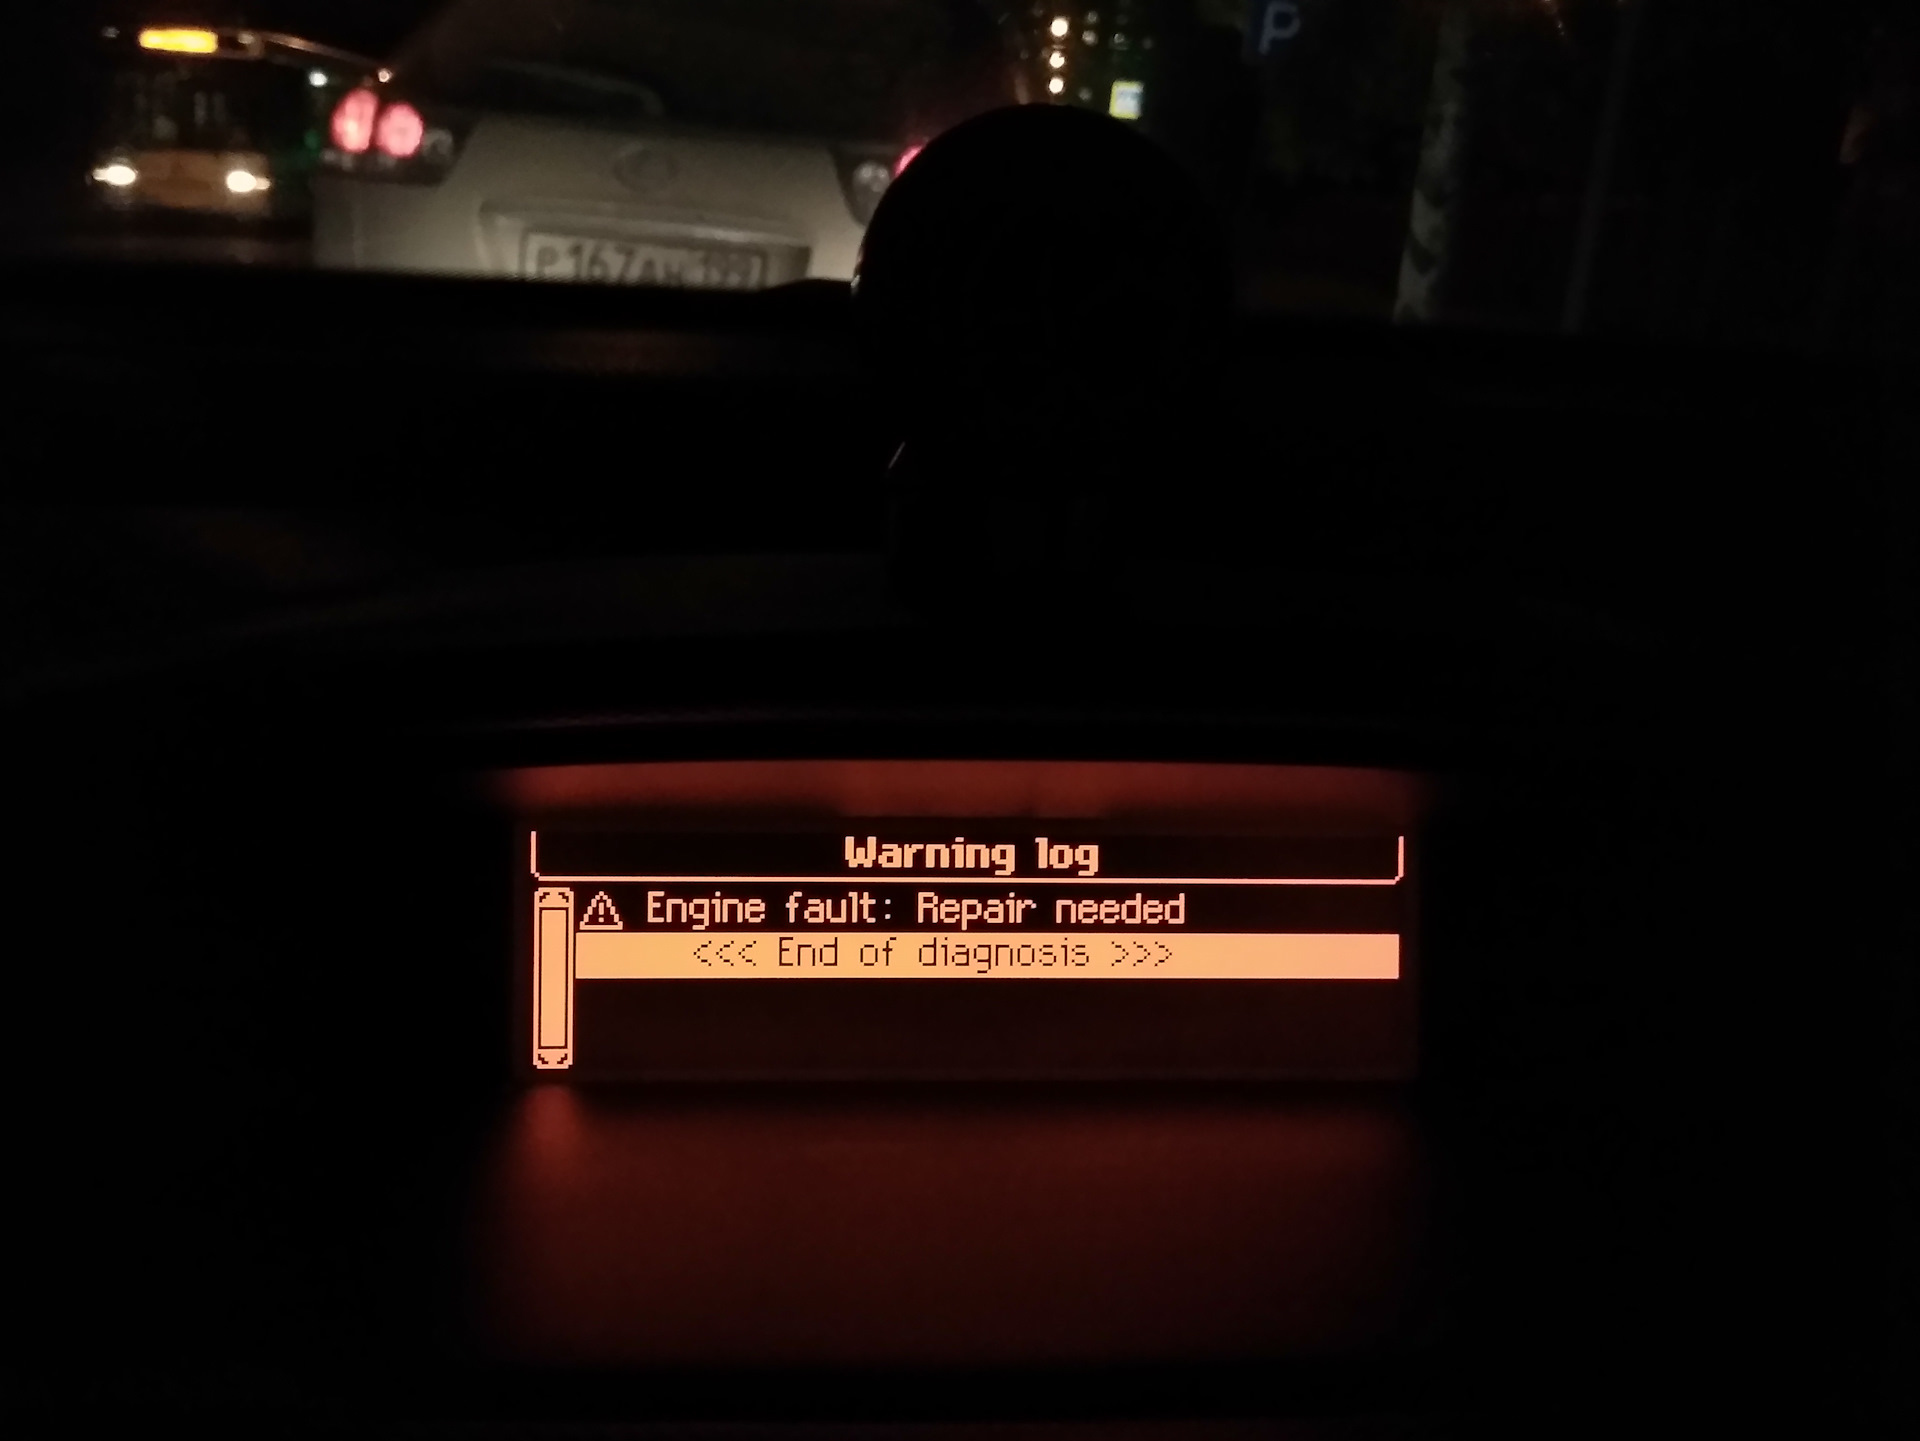 P
Warning log
Engine fault: Repair needed
<<< End of diagnosis >>>